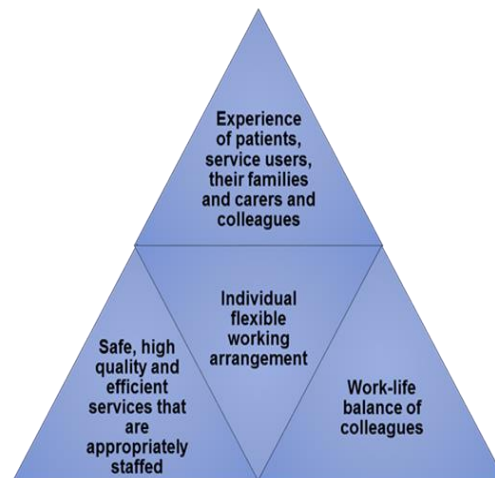 Experience
of patients,
service users,
their families
and carers and
colleagues
Individual
flexible
working
arrangement
Safe, high
quality and
efficient
services that
are
appropriately
staffed
Work-life
balance of
colleagues